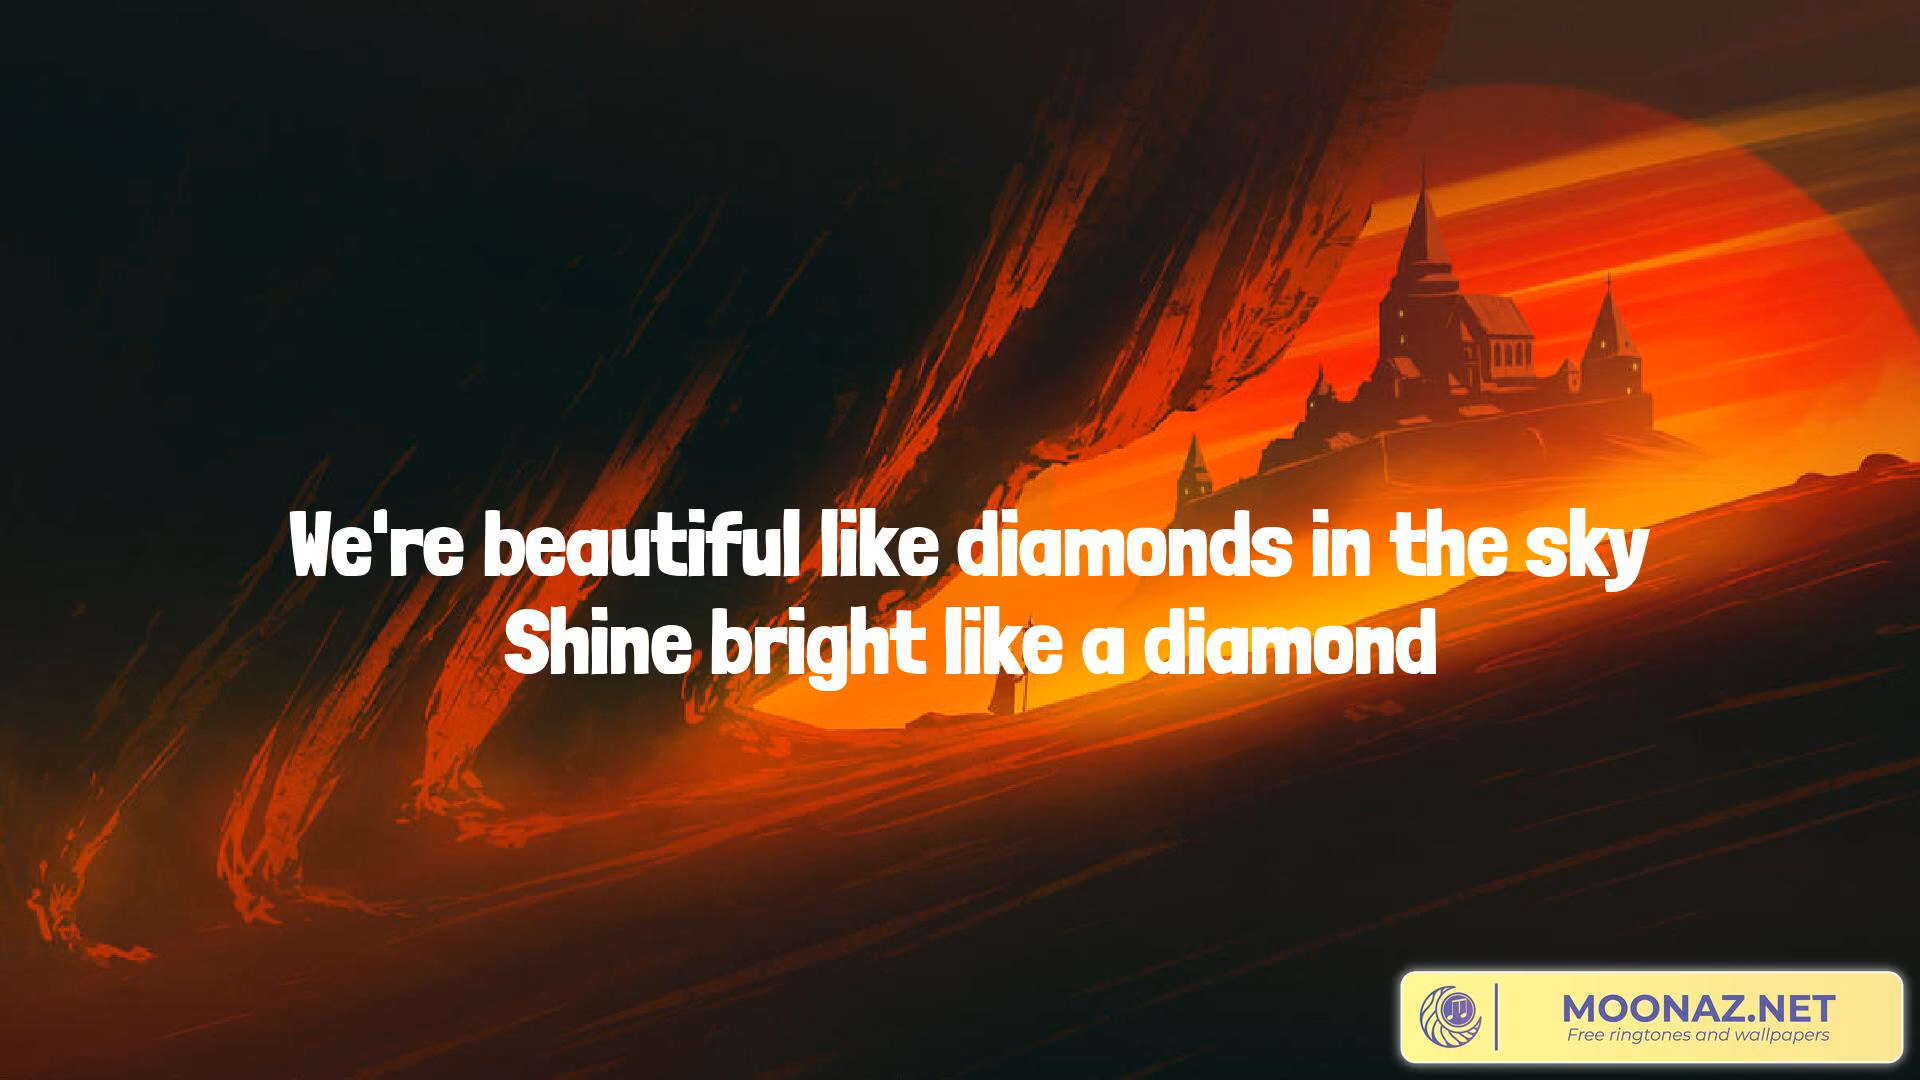 We're beautiful like diamonds in the sky
Shine bright like a diamond
MOONAZ.NET
Free ringtones and wallpapers